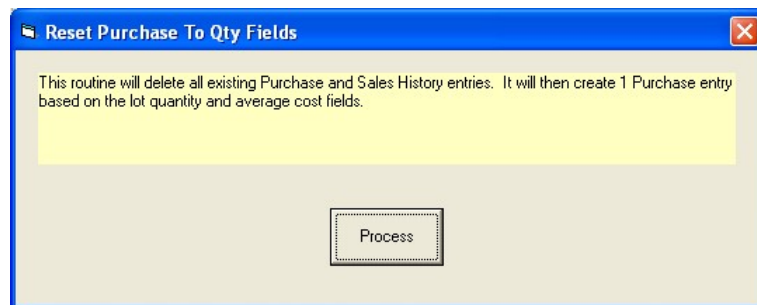 Reset Purchase To Qty Fields
This routine will delete all existing Purchase and Sales History entries.  It will then create 1 Purchase entry
based on the lot quantity and average cost fields.
Process